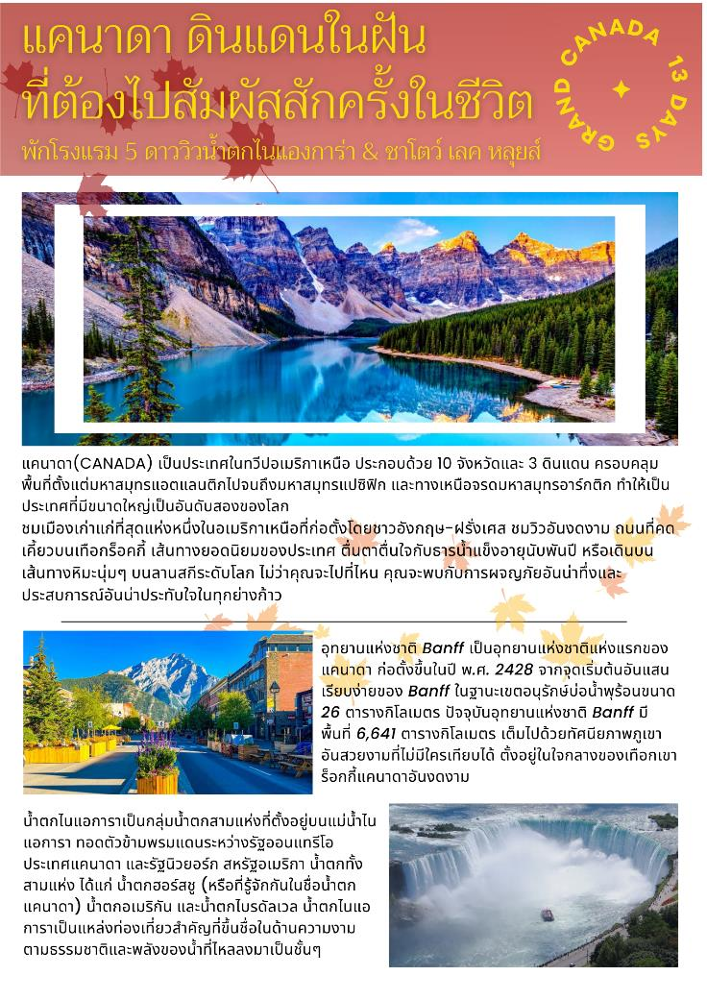 แคนาดา ดินแดนในฝัน
ที่ต้องไปสัมผัสสักครั้งในชีวิต
พักโรงแรม 5 ดาววิวน้ำตกไนแองการ่า & ชาโตว์ เลค หลุยส์
GRAND CANADA 13 DAYS
แคนาดา(CANADA) เป็นประเทศในทวีปอเมริกาเหนือ ประกอบด้วย 10 จังหวัดและ 3 ดินแดน ครอบคลุม
พื้นที่ตั้งแต่มหาสมุทรแอตแลนติกไปจนถึงมหาสมุทรแปซิฟิก และทางเหนือจรดมหาสมุทรอาร์กติก ทำให้เป็น
ประเทศที่มีขนาดใหญ่เป็นอันดับสองของโลก
ชมเมืองเก่าแก่ที่สุดแห่งหนึ่งในอเมริกาเหนือที่ก่อตั้งโดยชาวอังกฤษ-ฝรั่งเศส ชมวิวอันงดงาม ถนนที่คด
เคี้ยวบนเทือกร็อคกี้ เส้นทางยอดนิยมของประเทศ ตื่นตาตื่นใจกับธารน้ำแข็งอายุนับพันปี หรือเดินบน
เส้นทางหิมะนุ่มๆ บนลานสกีระดับโลก ไม่ว่าคุณจะไปที่ไหน คุณจะพบกับการผจญภัยอันน่าทึ่งและ
ประสบการณ์อันน่าประทับใจในทุกย่างก้าว
อุทยานแห่งชาติ Banff เป็นอุทยานแห่งชาติแห่งแรกของ
แคนาดา ก่อตั้งขึ้นในปี พ.ศ. 2428 จากจุดเริ่มต้นอันแสน
เรียบง่ายของ Banff ในฐานะเขตอนุรักษ์บ่อน้ำพุร้อนขนาด
26 ตารางกิโลเมตร ปัจจุบันอุทยานแห่งชาติ Banff มี
พื้นที่ 6,641 ตารางกิโลเมตร เต็มไปด้วยทัศนียภาพภูเขา
อันสวยงามที่ไม่มีใครเทียบได้ ตั้งอยู่ในใจกลางของเทือกเขา
ร็อกกี้แคนาดาอันงดงาม
น้ำตกไนแอการาเป็นกลุ่มน้ำตกสามแห่งที่ตั้งอยู่บนแม่น้ำไน
แอการา ทอดตัวข้ามพรมแดนระหว่างรัฐออนแทรีโอ
ประเทศแคนาดา และรัฐนิวยอร์ก สหรัฐอเมริกา น้ำตกทั้ง
สามแห่ง ได้แก่ น้ำตกฮอร์สชู (หรือที่รู้จักกันในชื่อน้ำตก
แคนาดา) น้ำตกอเมริกัน และน้ำตกไบรดัลเวล น้ำตกไนแอ
การาเป็นแหล่งท่องเที่ยวสำคัญที่ขึ้นชื่อในด้านความงาม
ตามธรรมชาติและพลังของน้ำที่ไหลลงมาเป็นชั้นๆ